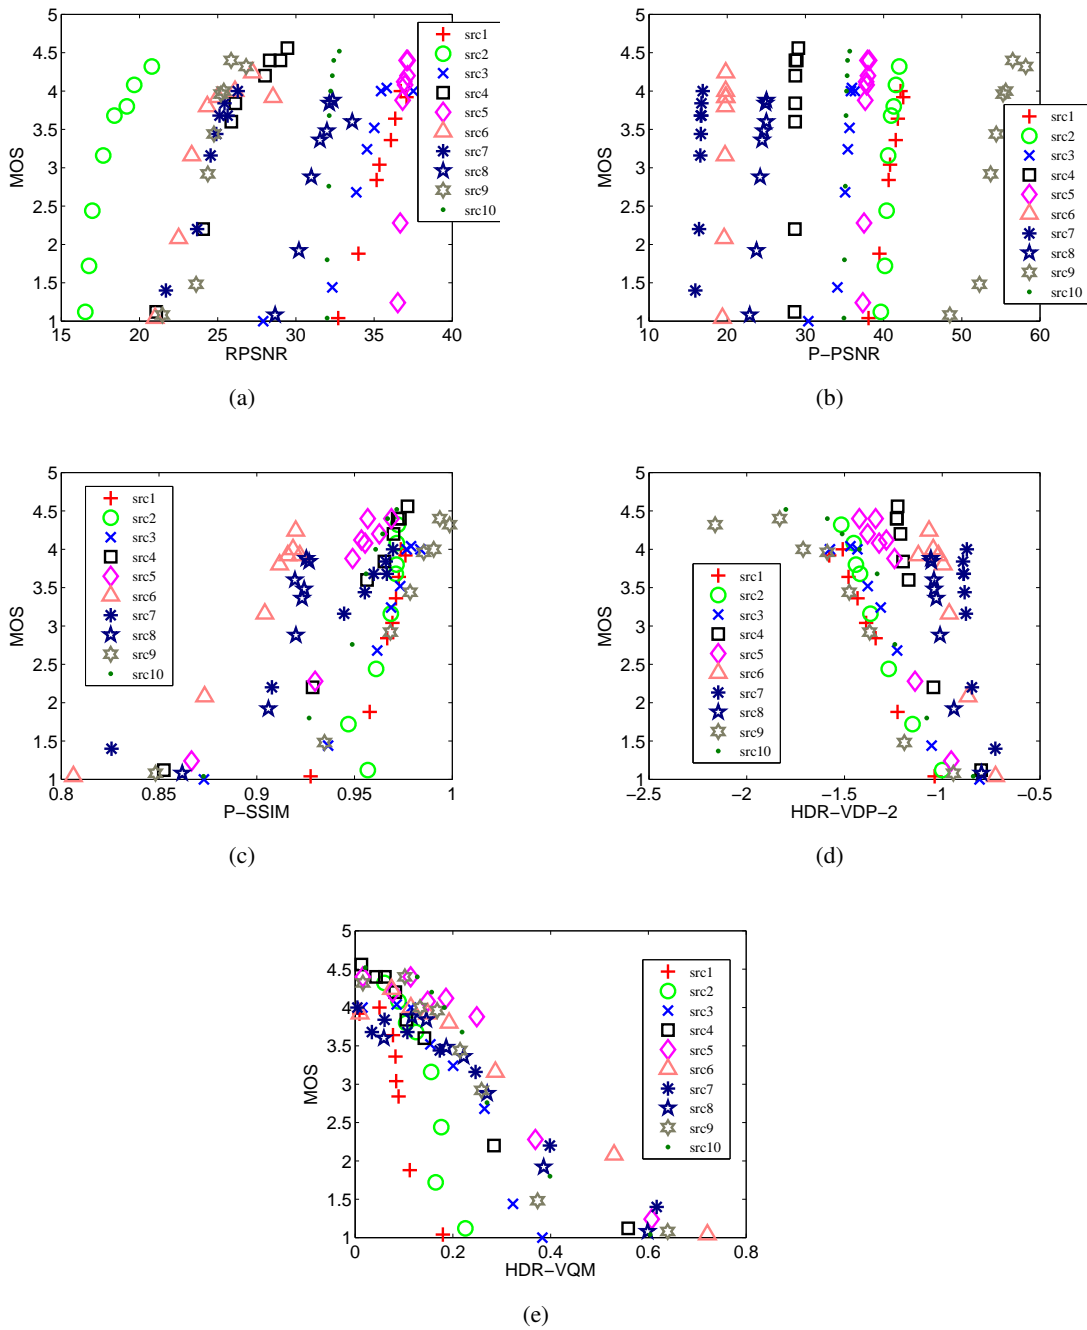 5
4.5
4
3.5
3
2.5
2
1.5
1
MOS
15 20 25 30 35 40
RPSNR
src1
src2
src3
src4
src5
src6
src7
src8
src9
src10
(a)
5
4.5
4
3.5
3
2.5
2
1.5
1
MOS
10 20 30 40 50 60
P−PSNR
src1
src2
src3
src4
src5
src6
src7
src8
src9
src10
(b)
5
4.5
4
3.5
3
2.5
2
1.5
1
MOS
0.8 0.85 0.9 0.95 1
P−SSIM
src1
src2
src3
src4
src5
src6
src7
src8
src9
src10
(c)
5
4.5
4
3.5
3
2.5
2
1.5
1
MOS
−2.5 −2 −1.5 −1 −0.5
HDR−VDP−2
src1
src2
src3
src4
src5
src6
src7
src8
src9
src10
(d)
5
4.5
4
3.5
3
2.5
2
1.5
1
MOS
0 0.2 0.4 0.6 0.8
HDR−VQM
src1
src2
src3
src4
src5
src6
src7
src8
src9
src10
(e)